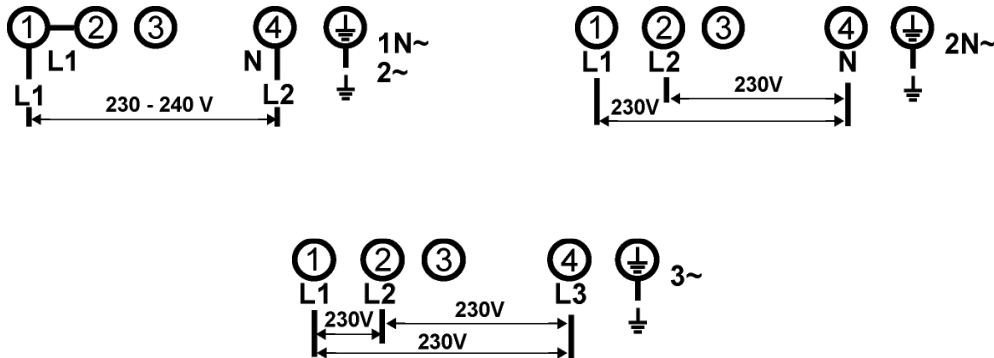 1 2 3 4 1N~
L1 N 2~
L1 L2
230 - 240 V
1 2 3 4 2N~
L1 L2 N
230V
230V
1 2 3 4 3~
L1 L2 L3
230V 230V
230V